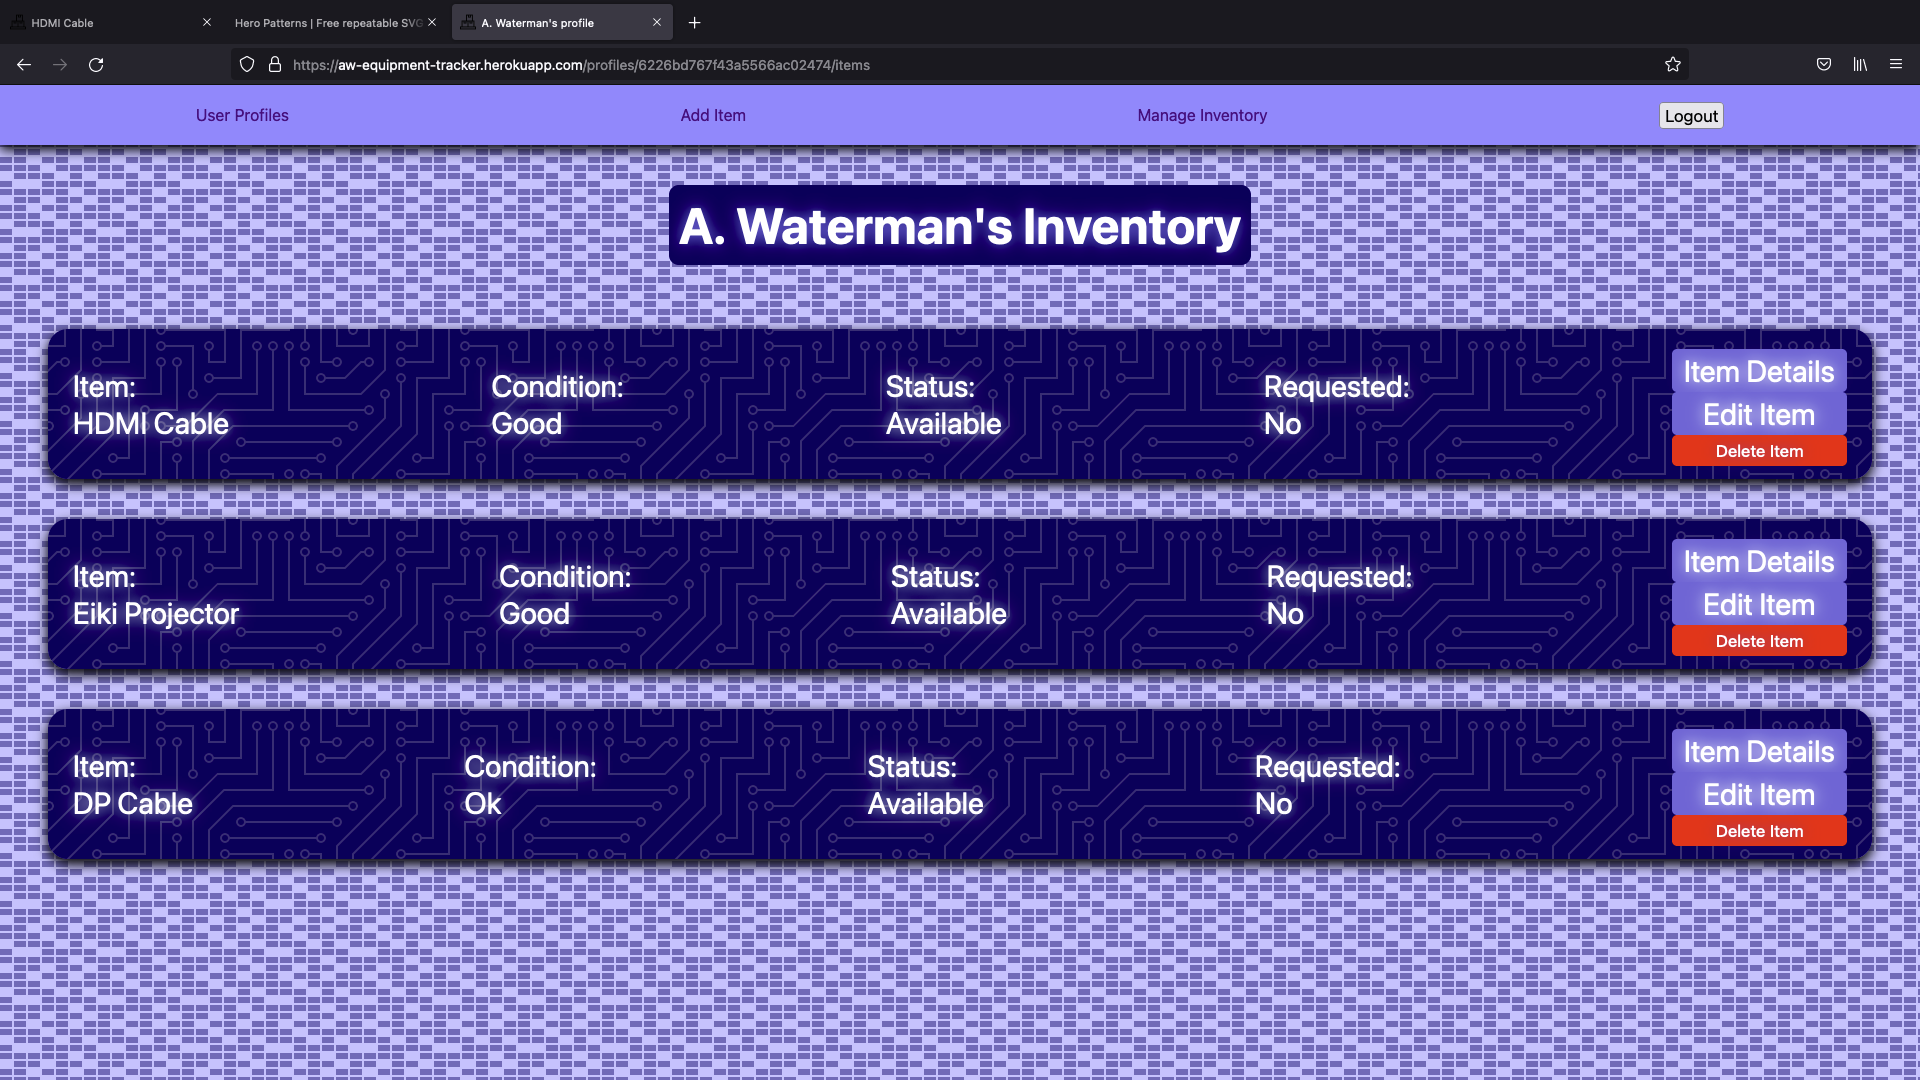 HDMI Cable
Hero Patterns | Free repeatable SVG
A. Waterman's profile
https://aw-equipment-tracker.herokuapp.com/profiles/6226bd767f43a5566ac02474/items
User Profiles
Add Item
Manage Inventory
Logout
A. Waterman's Inventory
Item:
HDMI Cable
Condition:
Good
Status:
Available
Requested:
No
Item Details
Edit Item
Delete Item
Item:
Eiki Projector
Condition:
Good
Status:
Available
Requested:
No
Item Details
Edit Item
Delete Item
Item:
DP Cable
Condition:
Ok
Status:
Available
Requested:
No
Item Details
Edit Item
Delete Item